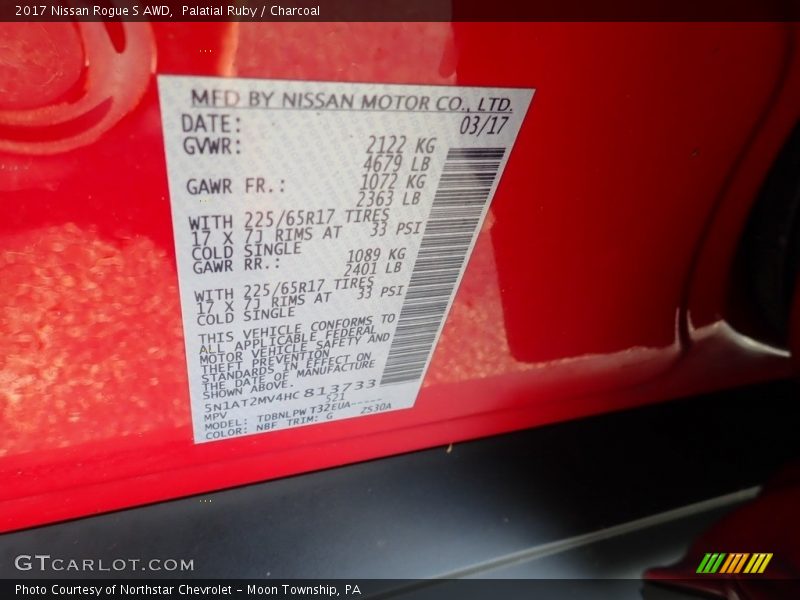 2017 Nissan Rogue S AWD,  Palatial Ruby / Charcoal
MFD BY NISSAN MOTOR CO., LTD.
DATE: 03/17
GVWR: 2122 KG
4679 LB
GAWR FR.: 1072 KG
2363 LB
WITH 225/65R17 TIRES
17 X 7J RIMS AT 33 PSI
COLD SINGLE
GAWR RR.: 1089 KG
2401 LB
WITH 225/65R17 TIRES
17 X 7J RIMS AT 33 PSI
COLD SINGLE
THIS VEHICLE CONFORMS TO
ALL APPLICABLE FEDERAL
MOTOR VEHICLE SAFETY AND
THEFT PREVENTION
STANDARDS IN EFFECT ON
THE DATE OF MANUFACTURE
SHOWN ABOVE.
5N1AT2MV4HC813733
MPV 521
MODEL: TDBNLPW T32EUA-----
COLOR: NBF TRIM: G ZS30A
GTCARLOT.COM
Photo Courtesy of Northstar Chevrolet - Moon Township, PA